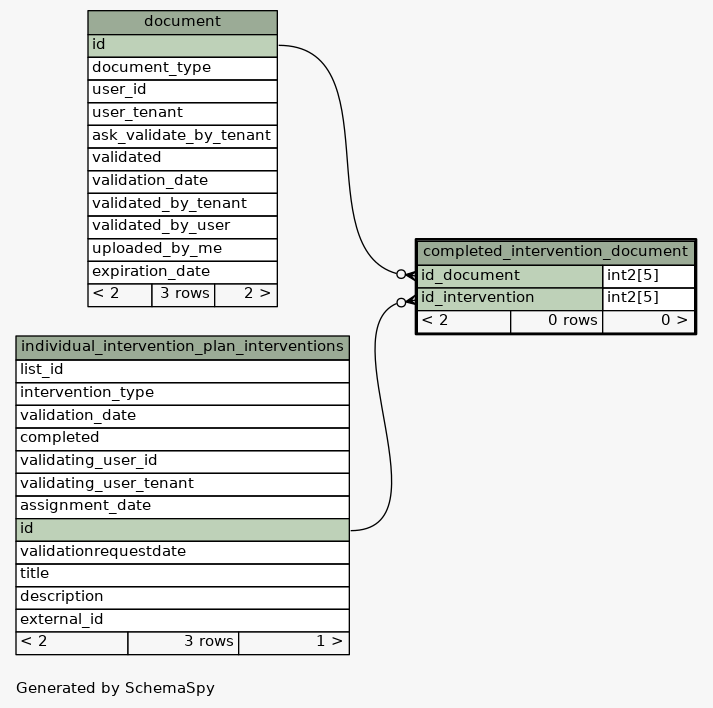 document
id
document_type
user_id
user_tenant
ask_validate_by_tenant
validated
validation_date
validated_by_tenant
validated_by_user
uploaded_by_me
expiration_date
< 2 3 rows 2 >
completed_intervention_document
id_document int2[5]
id_intervention int2[5]
< 2 0 rows 0 >
individual_intervention_plan_interventions
list_id
intervention_type
validation_date
completed
validating_user_id
validating_user_tenant
assignment_date
id
validationrequestdate
title
description
external_id
< 2 3 rows 1 >
Generated by SchemaSpy